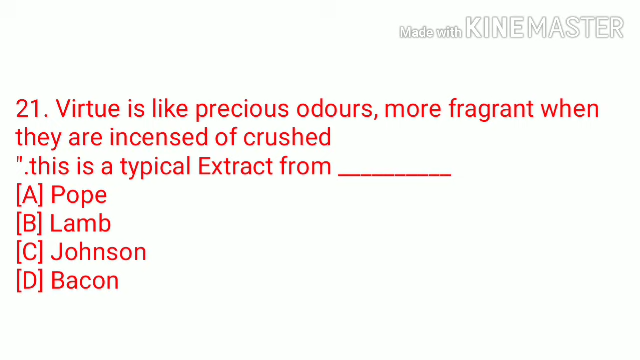 Made with KINEMASTER
21. Virtue is like precious odours, more fragrant when
they are incensed of crushed
".this is a typical Extract from __________
[A] Pope
[B] Lamb
[C] Johnson
[D] Bacon